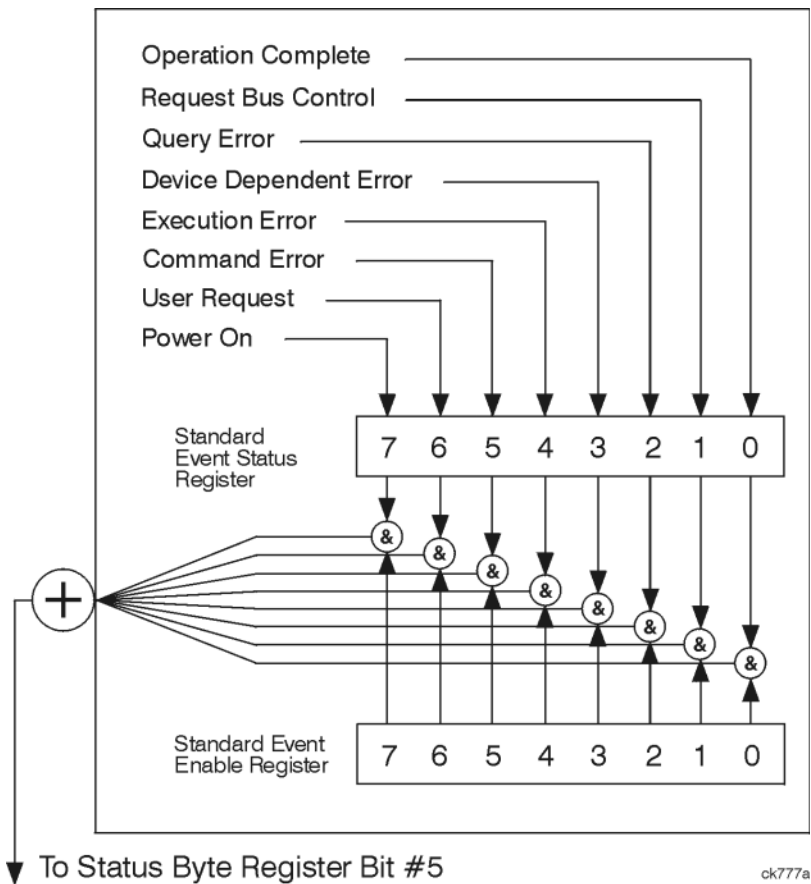 Operation Complete
Request Bus Control
Query Error
Device Dependent Error
Execution Error
Command Error
User Request
Power On
Standard
Event Status
Register
7 6 5 4 3 2 1 0
&
&
&
&
&
&
&
&
+
Standard Event
Enable Register
7 6 5 4 3 2 1 0
To Status Byte Register Bit #5
ck777a